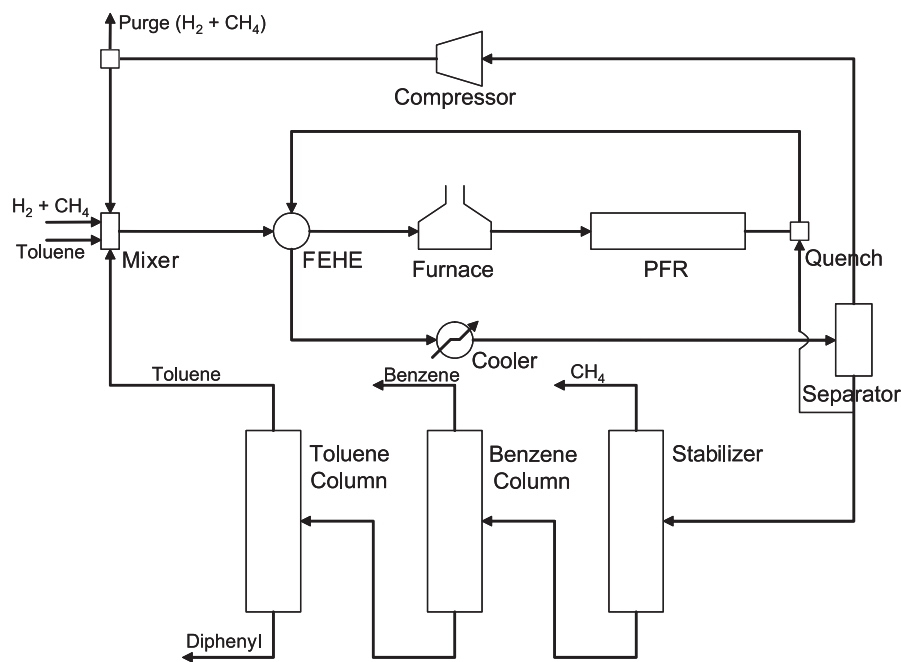 Purge (H₂ + CH₄)
Compressor
H₂ + CH₄
Toluene
Mixer
FEHE
Furnace
PFR
Quench
Cooler
Separator
Toluene
Benzene
CH₄
Toluene
Column
Benzene
Column
Stabilizer
Diphenyl